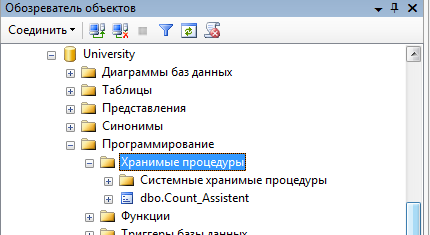 Обозреватель объектов
Соединить
University
Диаграммы баз данных
Таблицы
Представления
Синонимы
Программирование
Хранимые процедуры
Системные хранимые процедуры
dbo.Count_Assistent
Функции
Триггеры базы данных